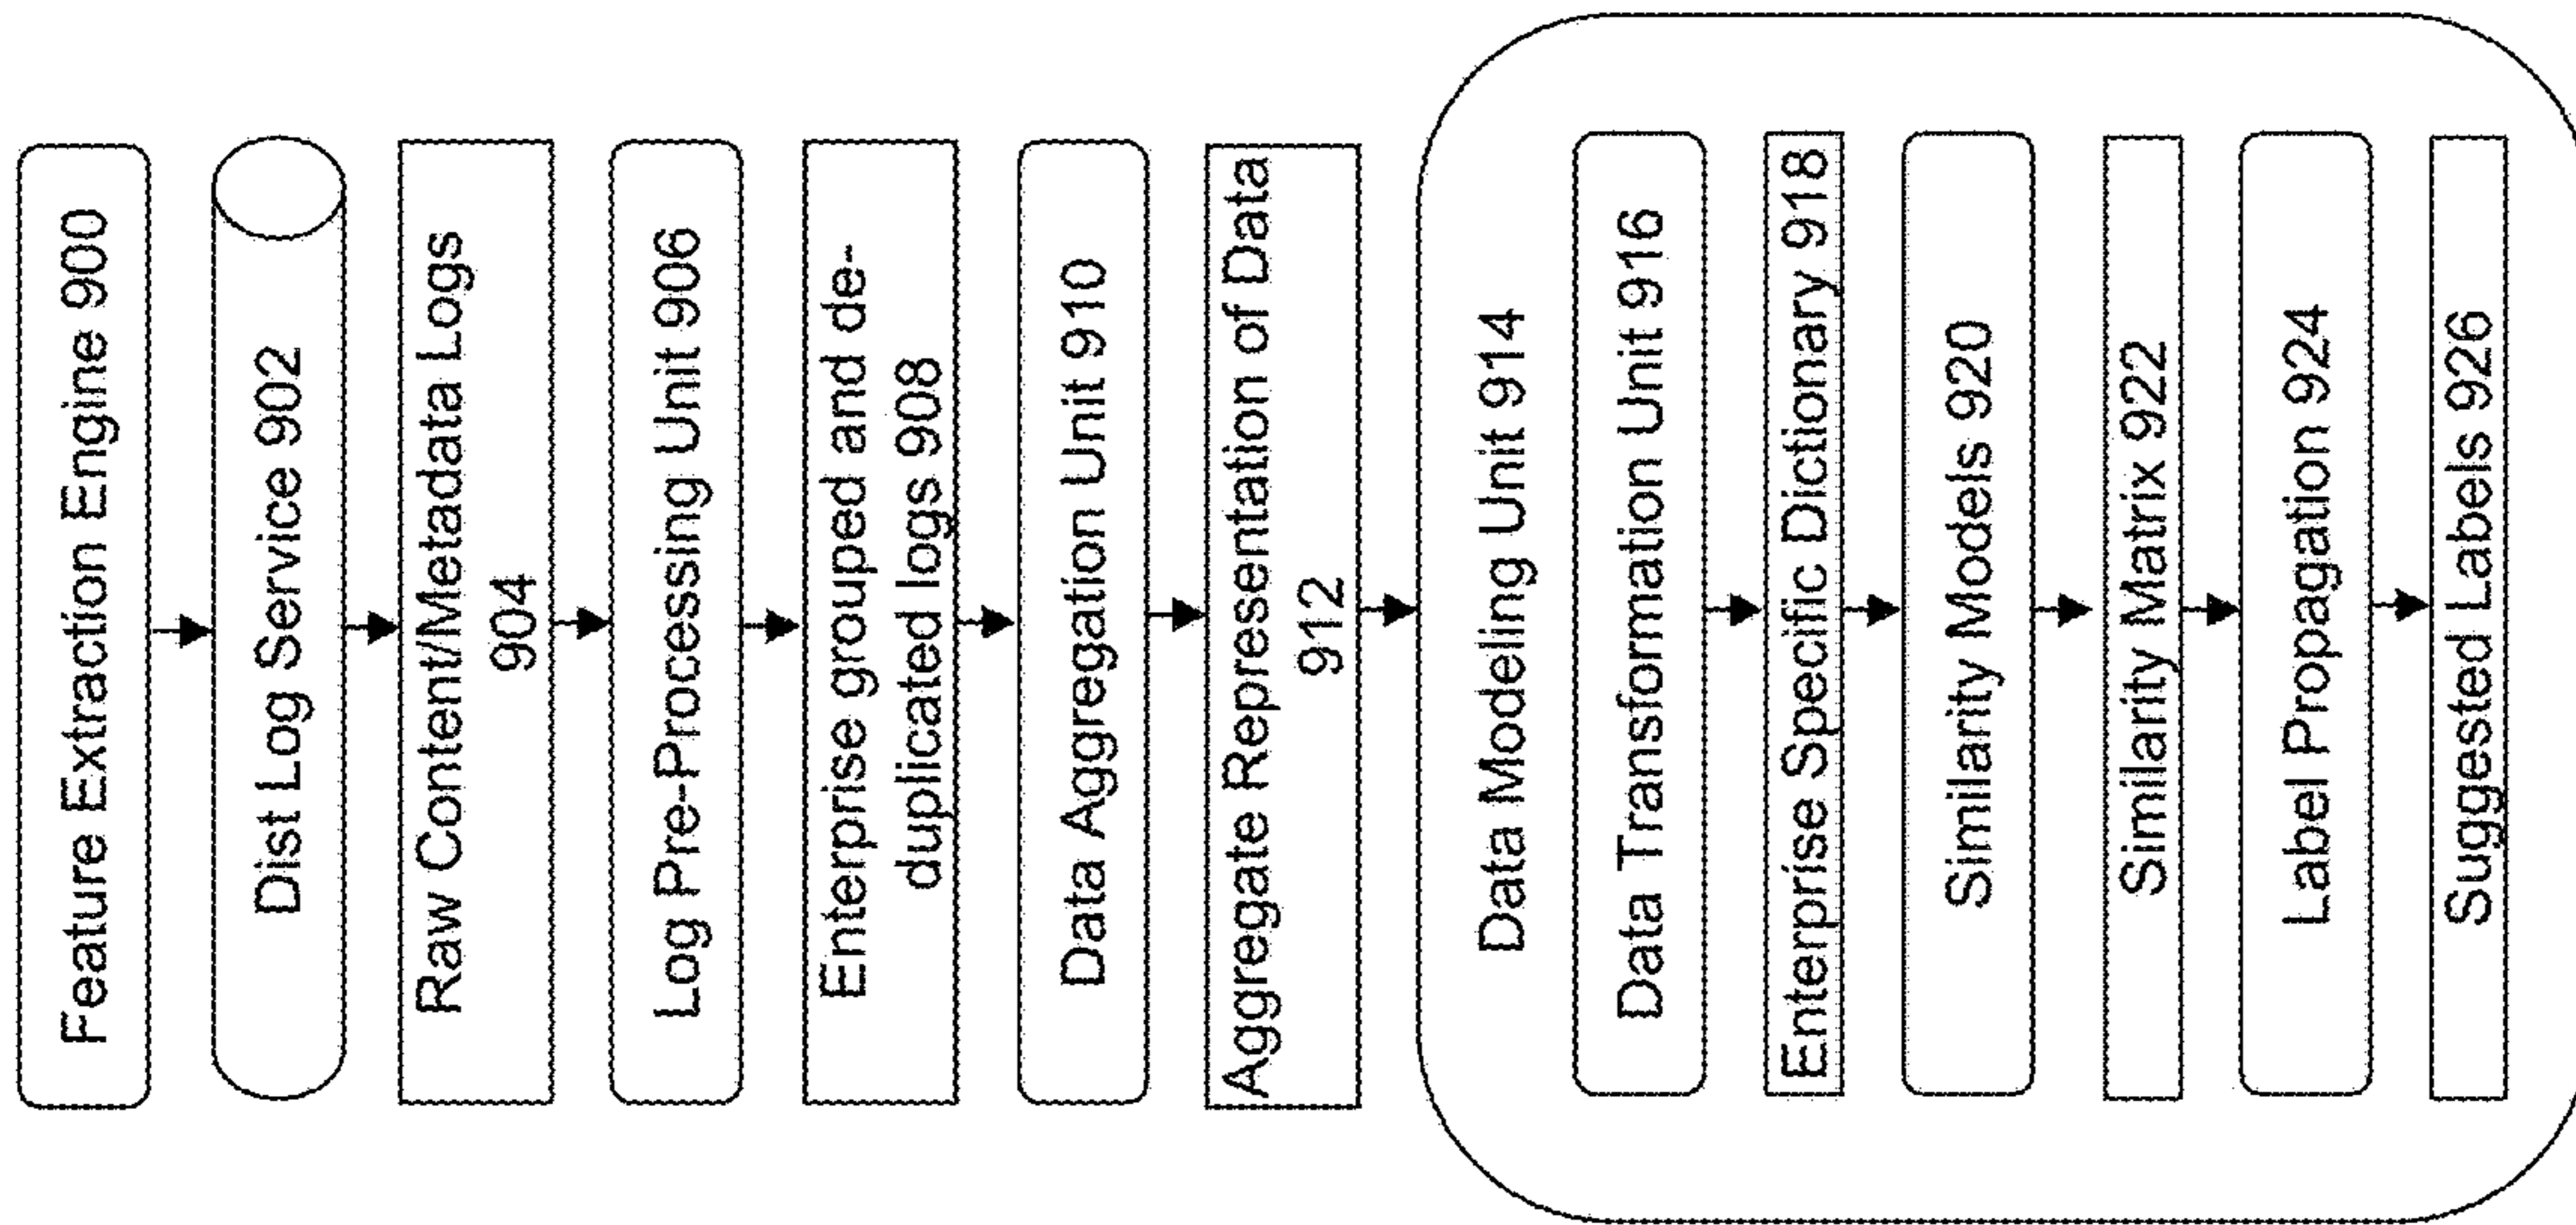 Feature Extraction Engine 900
Dist Log Service 902
Raw Content/Metadata Logs
904
Log Pre-Processing Unit 906
Enterprise grouped and de-
duplicated logs 908
Data Aggregation Unit 910
Aggregate Representation of Data
912
Data Modeling Unit 914
Data Transformation Unit 916
Enterprise Specific Dictionary 918
Similarity Models 920
Similarity Matrix 922
Label Propagation 924
Suggested Labels 926